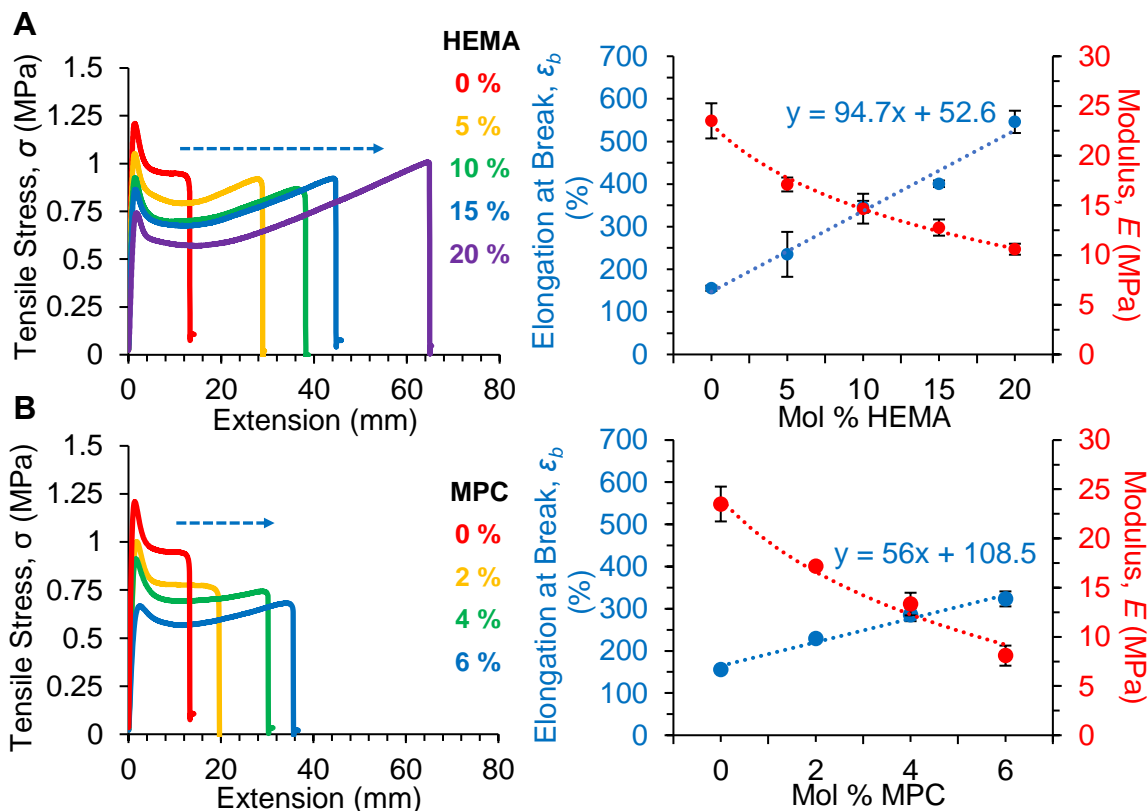 A
Tensile Stress, σ (MPa)
1.5
1.25
1
0.75
0.5
0.25
0
0 20 40 60 80
Extension (mm)
HEMA
0 %
5 %
10 %
15 %
20 %
Elongation at Break, εb
(%)
700
600
500
400
300
200
100
0
y = 94.7x + 52.6
0 5 10 15 20
Mol % HEMA
30
25
20
15
10
5
0
Modulus, E (MPa)
B
Tensile Stress, σ (MPa)
1.5
1.25
1
0.75
0.5
0.25
0
0 20 40 60 80
Extension (mm)
MPC
0 %
2 %
4 %
6 %
Elongation at Break, εb
(%)
700
600
500
400
300
200
100
0
y = 56x + 108.5
0 2 4 6
Mol % MPC
30
25
20
15
10
5
0
Modulus, E (MPa)